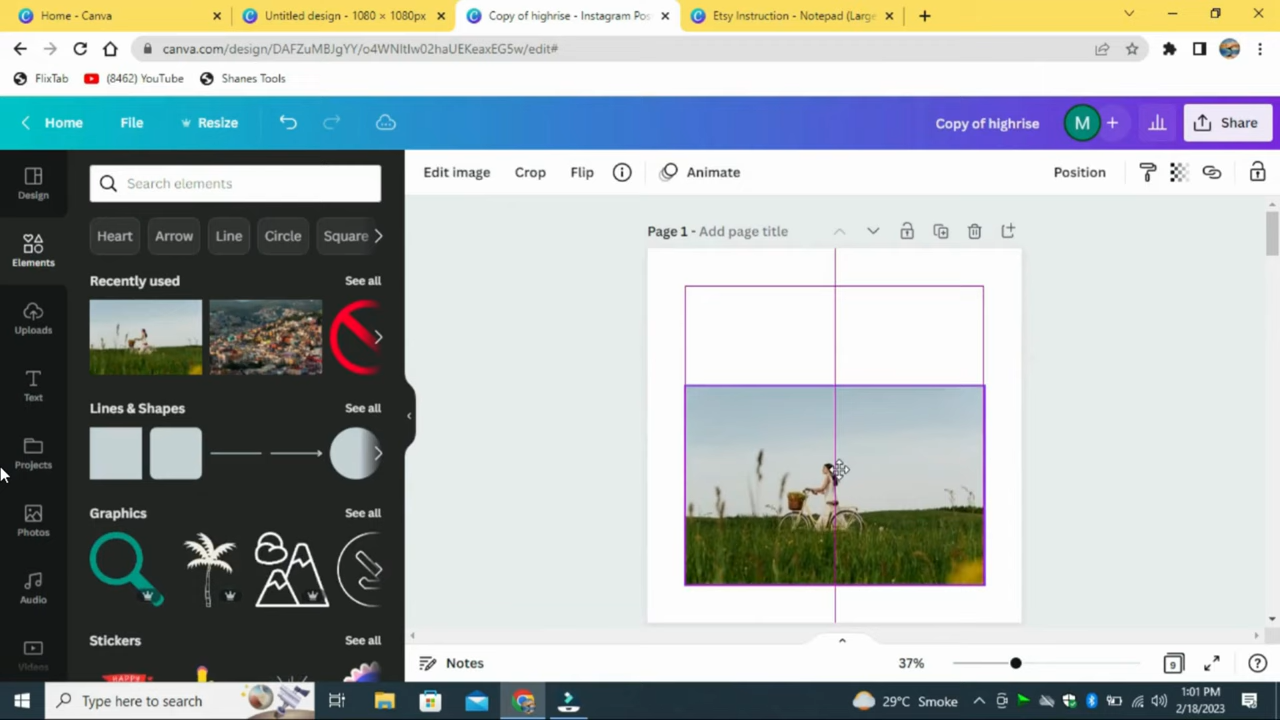 Home - Canva
Untitled design - 1080 × 1080px
Copy of highrise - Instagram Pos
Etsy Instruction - Notepad (Large
canva.com/design/DAFZuMBJgYY/o4WNltIw02haUEKeaxEG5w/edit#
FlixTab
(8462) YouTube
Shanes Tools
Home
File
Resize
Copy of highrise
M
Share
Design
Elements
Uploads
Text
Projects
Photos
Audio
Videos
Search elements
Heart
Arrow
Line
Circle
Square
Recently used
See all
Lines & Shapes
See all
Graphics
See all
Stickers
See all
Edit image
Crop
Flip
Animate
Position
Page 1 - Add page title
Notes
37%
9
Type here to search
29°C Smoke
1:01 PM
2/18/2023